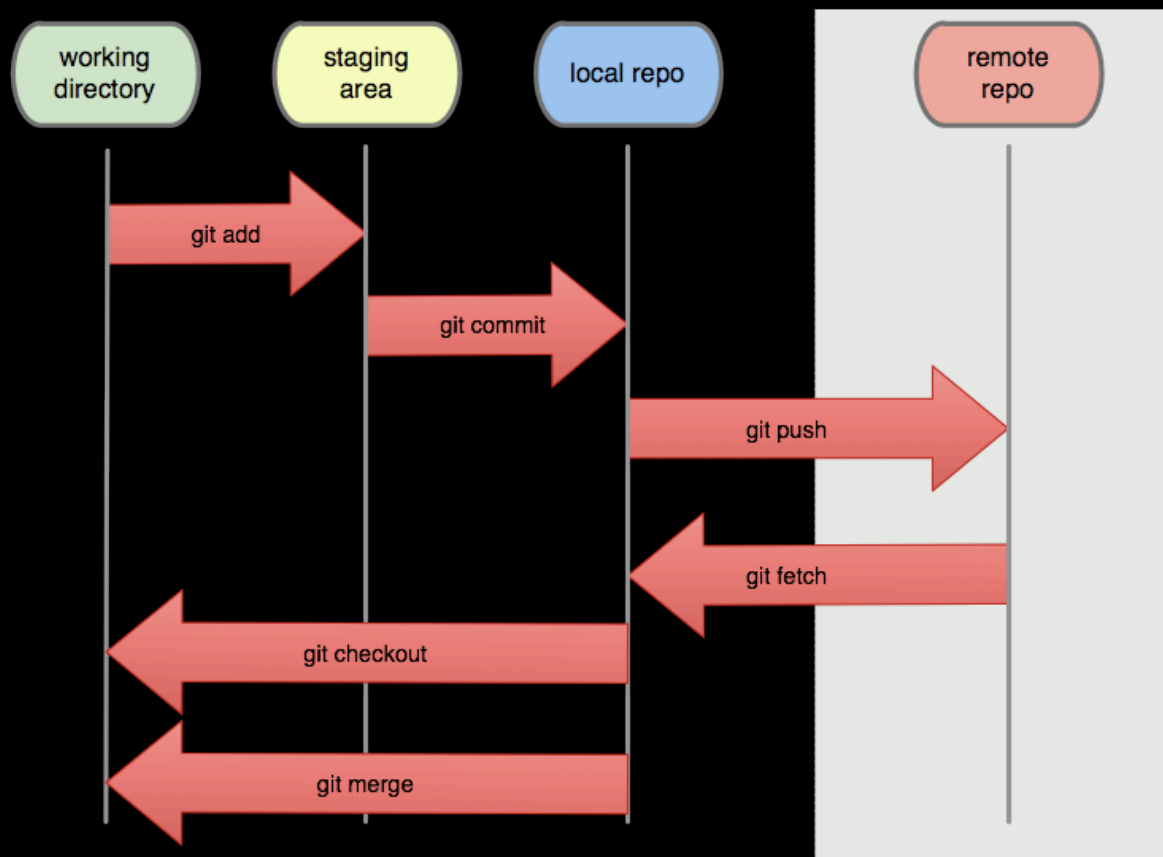 working
directory
staging
area
local repo
remote
repo
git add
git commit
git push
git fetch
git checkout
git merge